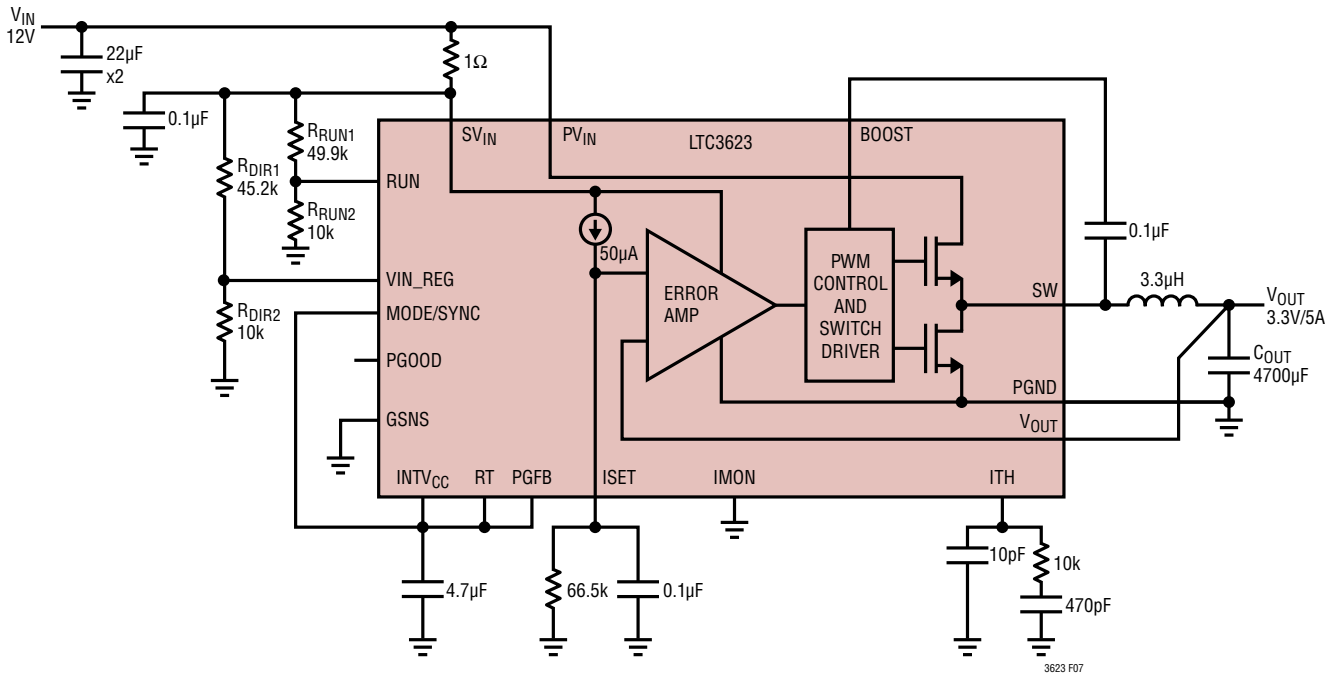 VIN
12V
22µF
x2
1Ω
0.1µF
RDIR1
45.2k
RRUN1
49.9k
RRUN2
10k
RDIR2
10k
SVIN
PVIN
LTC3623
BOOST
RUN
VIN_REG
MODE/SYNC
PGOOD
GSNS
50µA
ERROR
AMP
PWM
CONTROL
AND
SWITCH
DRIVER
SW
PGND
VOUT
0.1µF
3.3µH
VOUT
3.3V/5A
COUT
4700µF
INTVCC
RT
PGFB
ISET
IMON
ITH
4.7µF
66.5k
0.1µF
10pF
10k
470pF
3623 F07